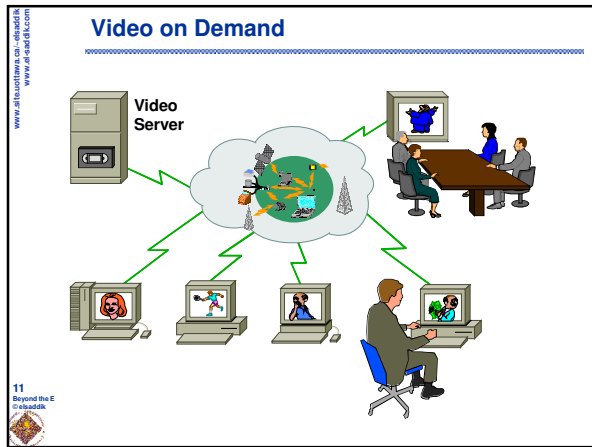 Video on Demand
www.site.uottawa.ca/~elsaddik
www.el-saddik.com
Video
Server
11
Beyond the E
© elsaddik